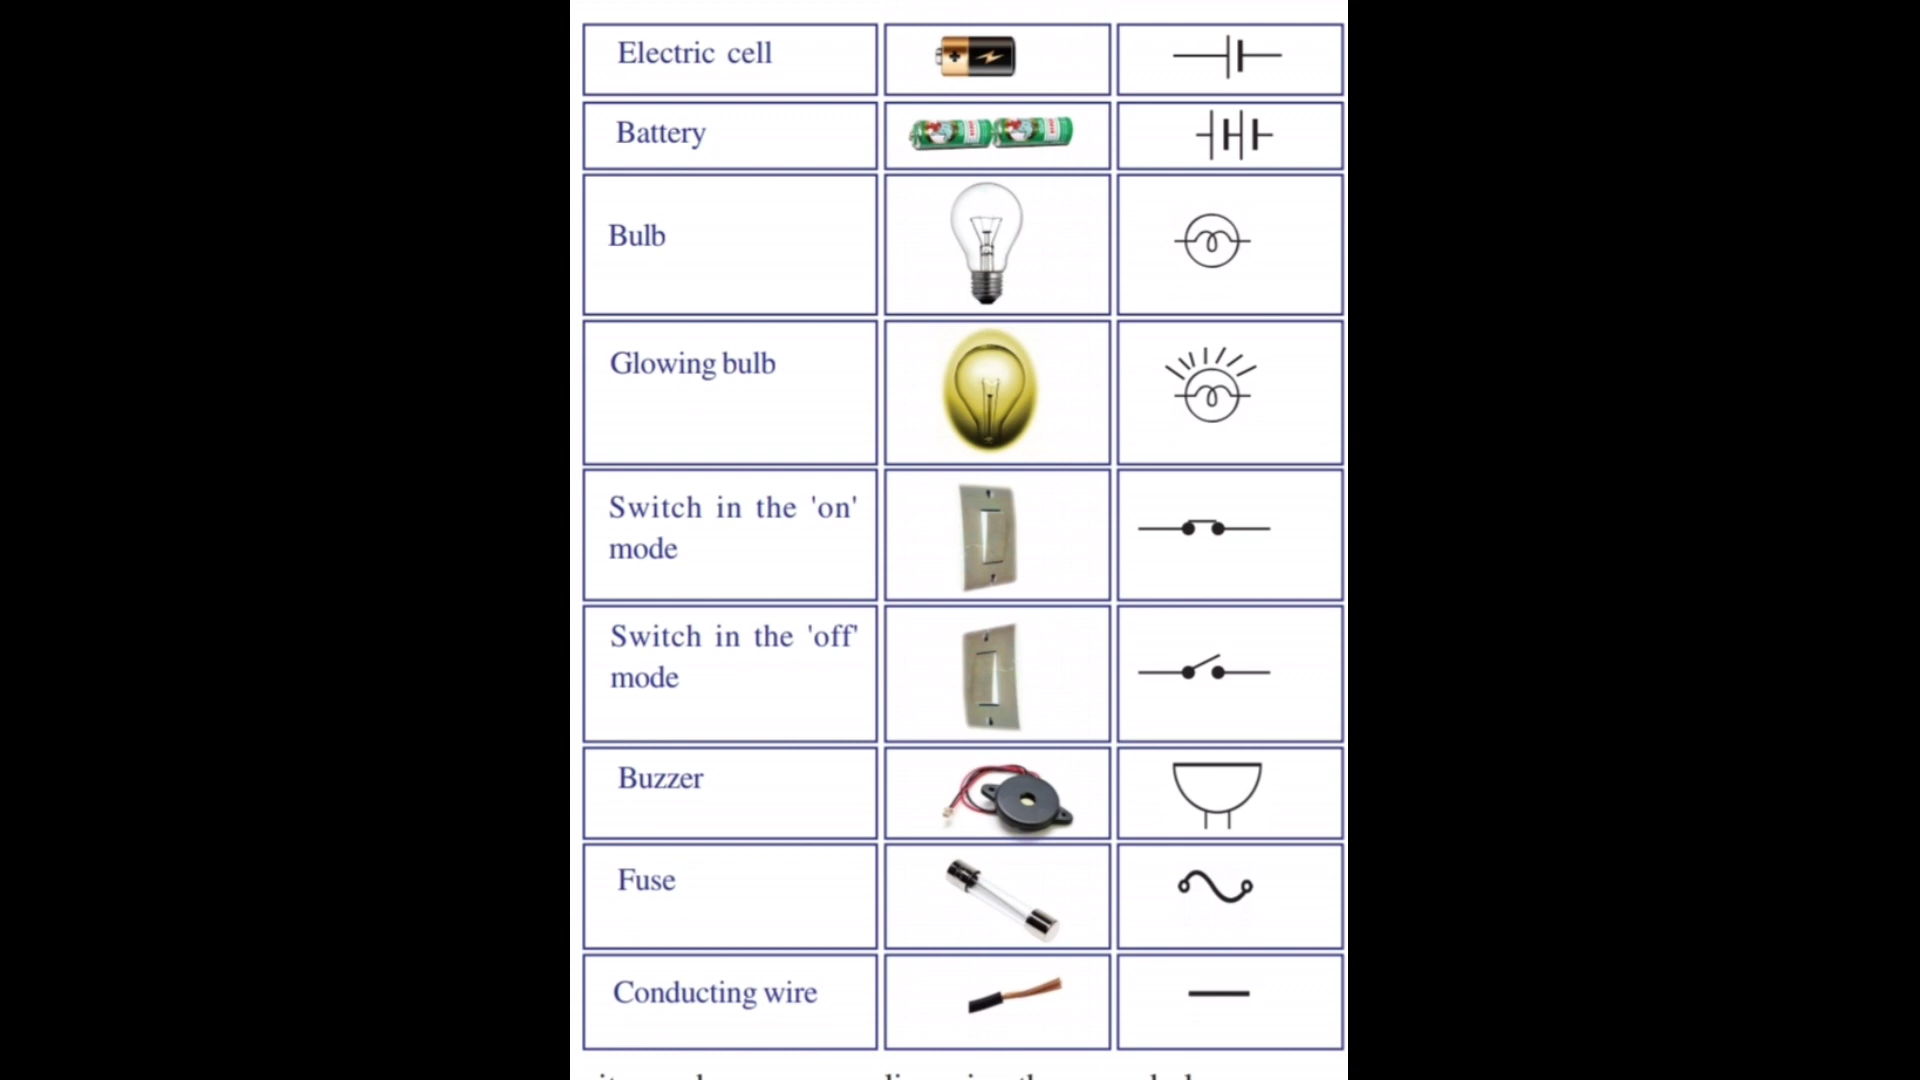 Electric cell
Battery
Bulb
Glowing bulb
Switch in the 'on'
mode
Switch in the 'off'
mode
Buzzer
Fuse
Conducting wire